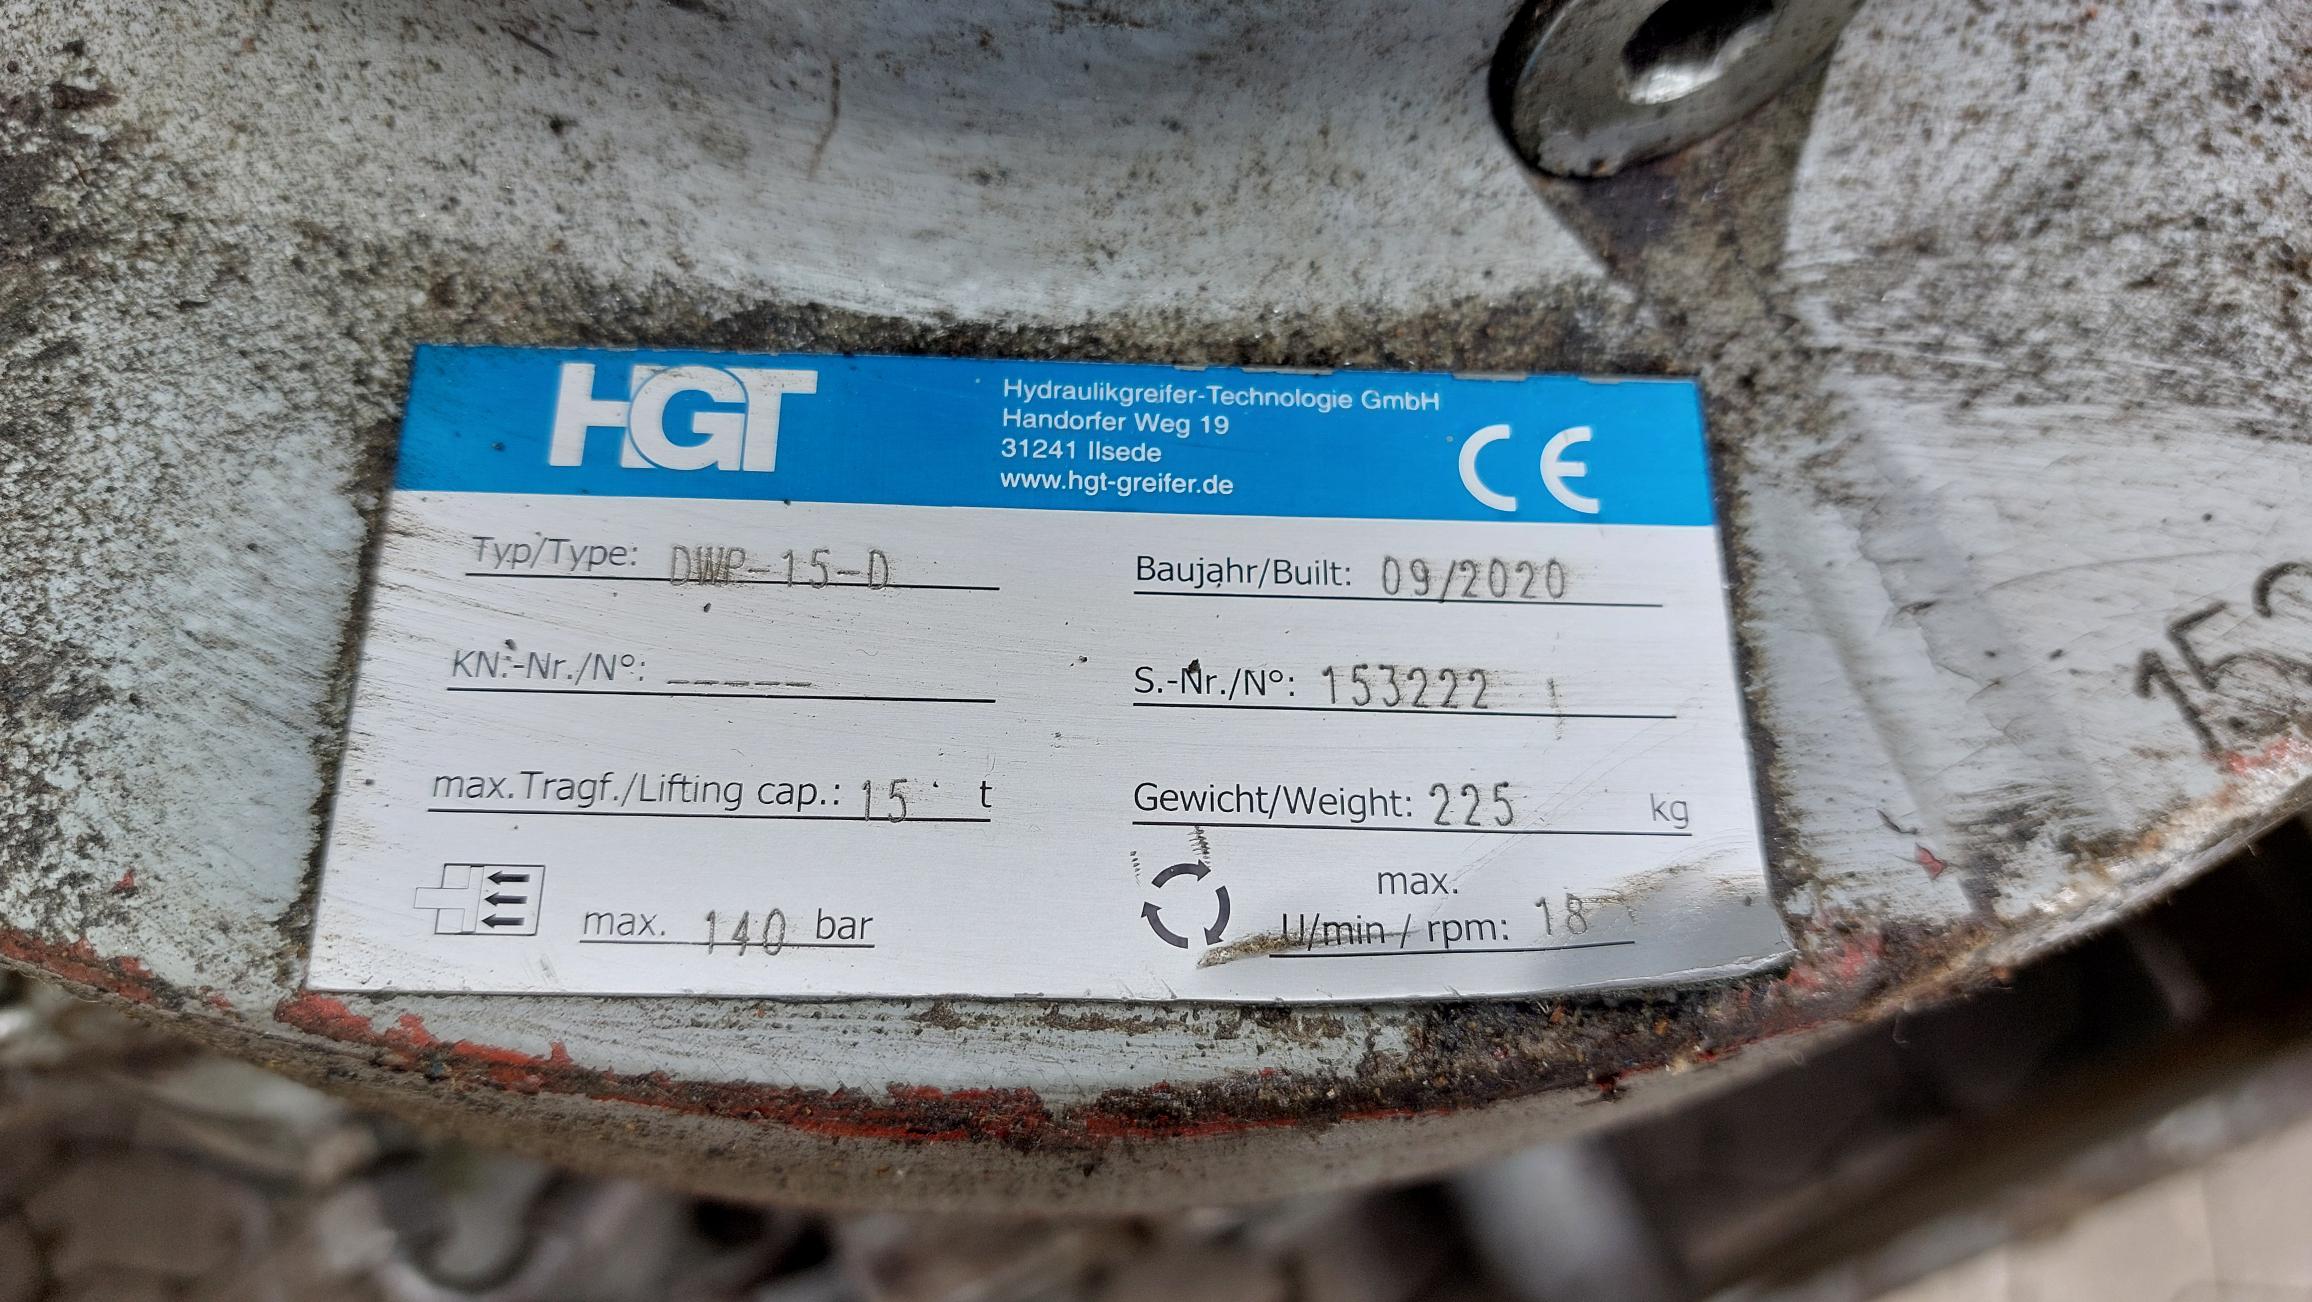 HGT
Hydraulikgreifer-Technologie GmbH
Handorfer Weg 19
31241 Ilsede
www.hgt-greifer.de
CE
Typ/Type: DWP-15-D
Baujahr/Built: 09/2020
KN.-Nr./N°: -----
S.-Nr./N°: 153222
max.Tragf./Lifting cap.: 15 t
Gewicht/Weight: 225 kg
max. 140 bar
max.
U/min / rpm: 18